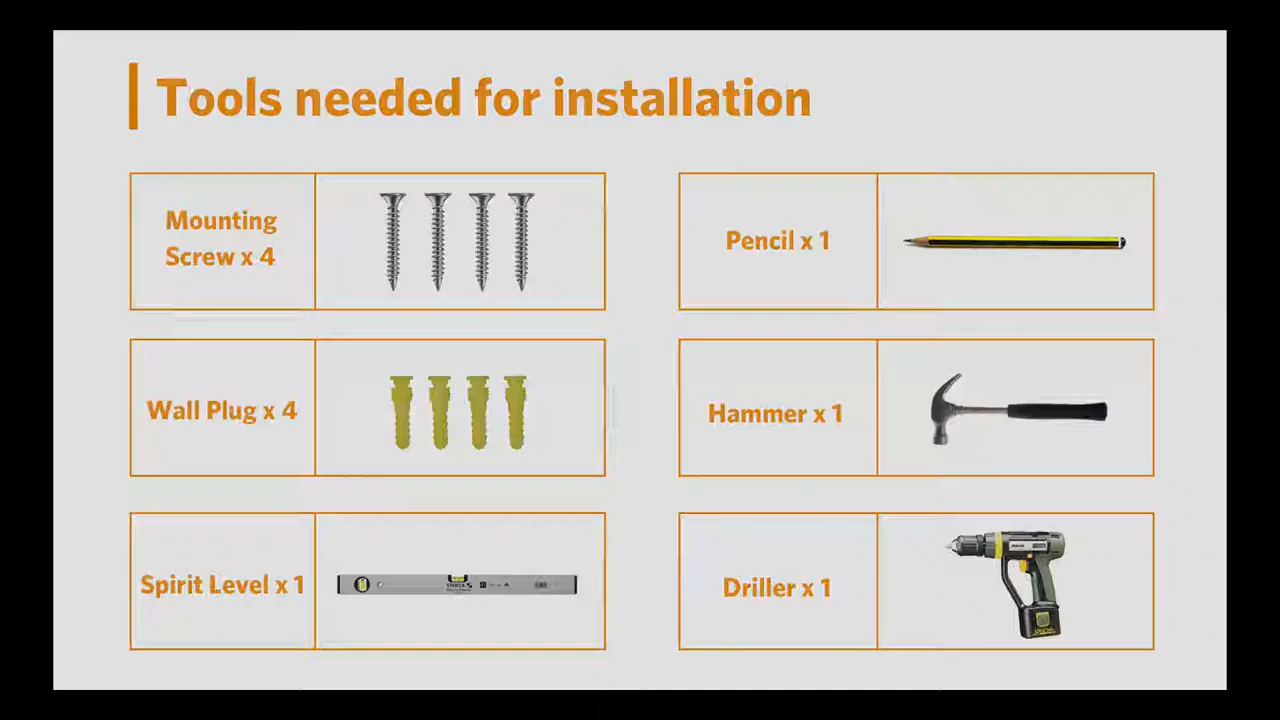 Tools needed for installation
Mounting
Screw x 4
Pencil x 1
Wall Plug x 4
Hammer x 1
Spirit Level x 1
STABILA
Driller x 1